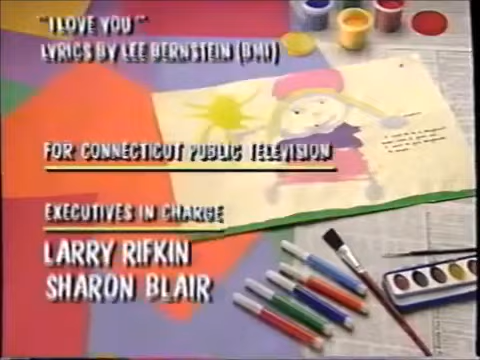 "I LOVE YOU"
LYRICS BY LEE BERNSTEIN (BMI)
FOR CONNECTICUT PUBLIC TELEVISION
EXECUTIVES IN CHARGE
LARRY RIFKIN
SHARON BLAIR